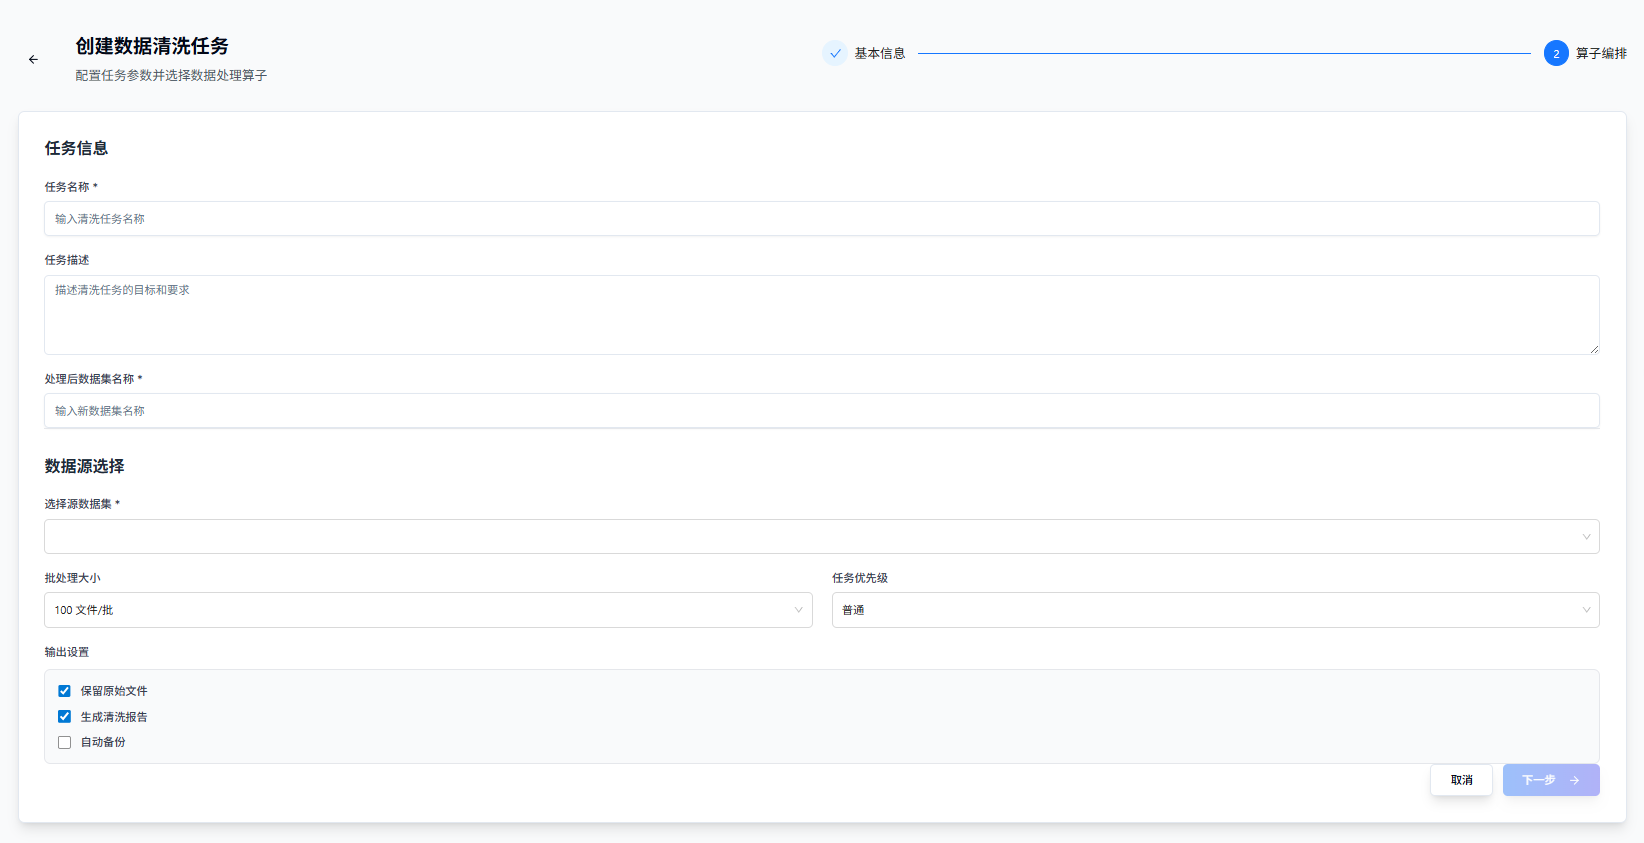 创建数据清洗任务
配置任务参数并选择数据处理算子
基本信息
2 算子编排
任务信息
任务名称 *
输入清洗任务名称
任务描述
描述清洗任务的目标和要求
处理后数据集名称 *
输入新数据集名称
数据源选择
选择源数据集 *
批处理大小 任务优先级
100 文件/批 普通
输出设置
保留原始文件
生成清洗报告
自动备份
取消 下一步